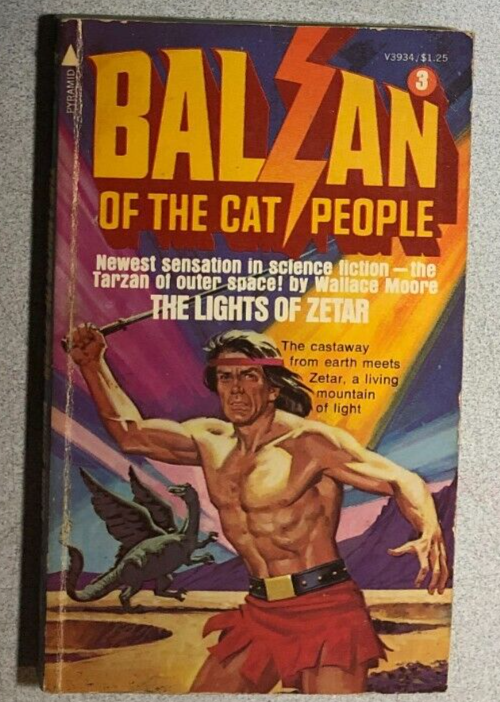 PYRAMID
V3934/$1.25
3
BALZAN
OF THE CAT PEOPLE
Newest sensation in science fiction—the
Tarzan of outer space! by Wallace Moore
THE LIGHTS OF ZETAR
The castaway
from earth meets
Zetar, a living
mountain
of light